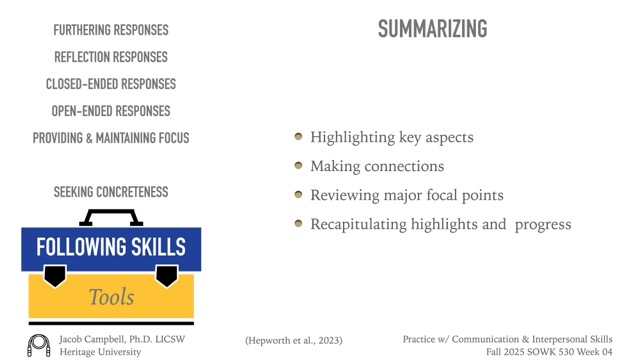 FURTHERING RESPONSES
REFLECTION RESPONSES
CLOSED-ENDED RESPONSES
OPEN-ENDED RESPONSES
PROVIDING & MAINTAINING FOCUS
SEEKING CONCRETENESS
FOLLOWING SKILLS
Tools
SUMMARIZING
Highlighting key aspects
Making connections
Reviewing major focal points
Recapitulating highlights and progress
Jacob Campbell, Ph.D. LICSW
Heritage University
(Hepworth et al., 2023)
Practice w/ Communication & Interpersonal Skills
Fall 2025 SOWK 530 Week 04